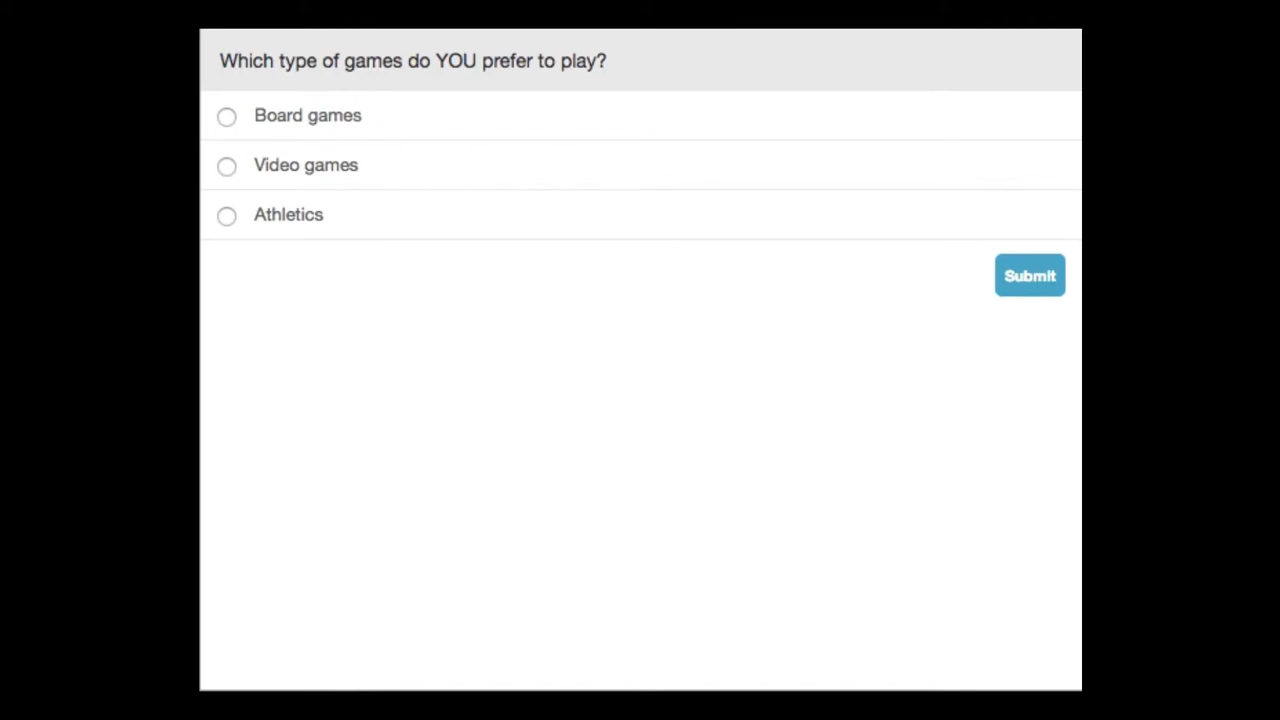 Which type of games do YOU prefer to play?
Board games
Video games
Athletics
Submit